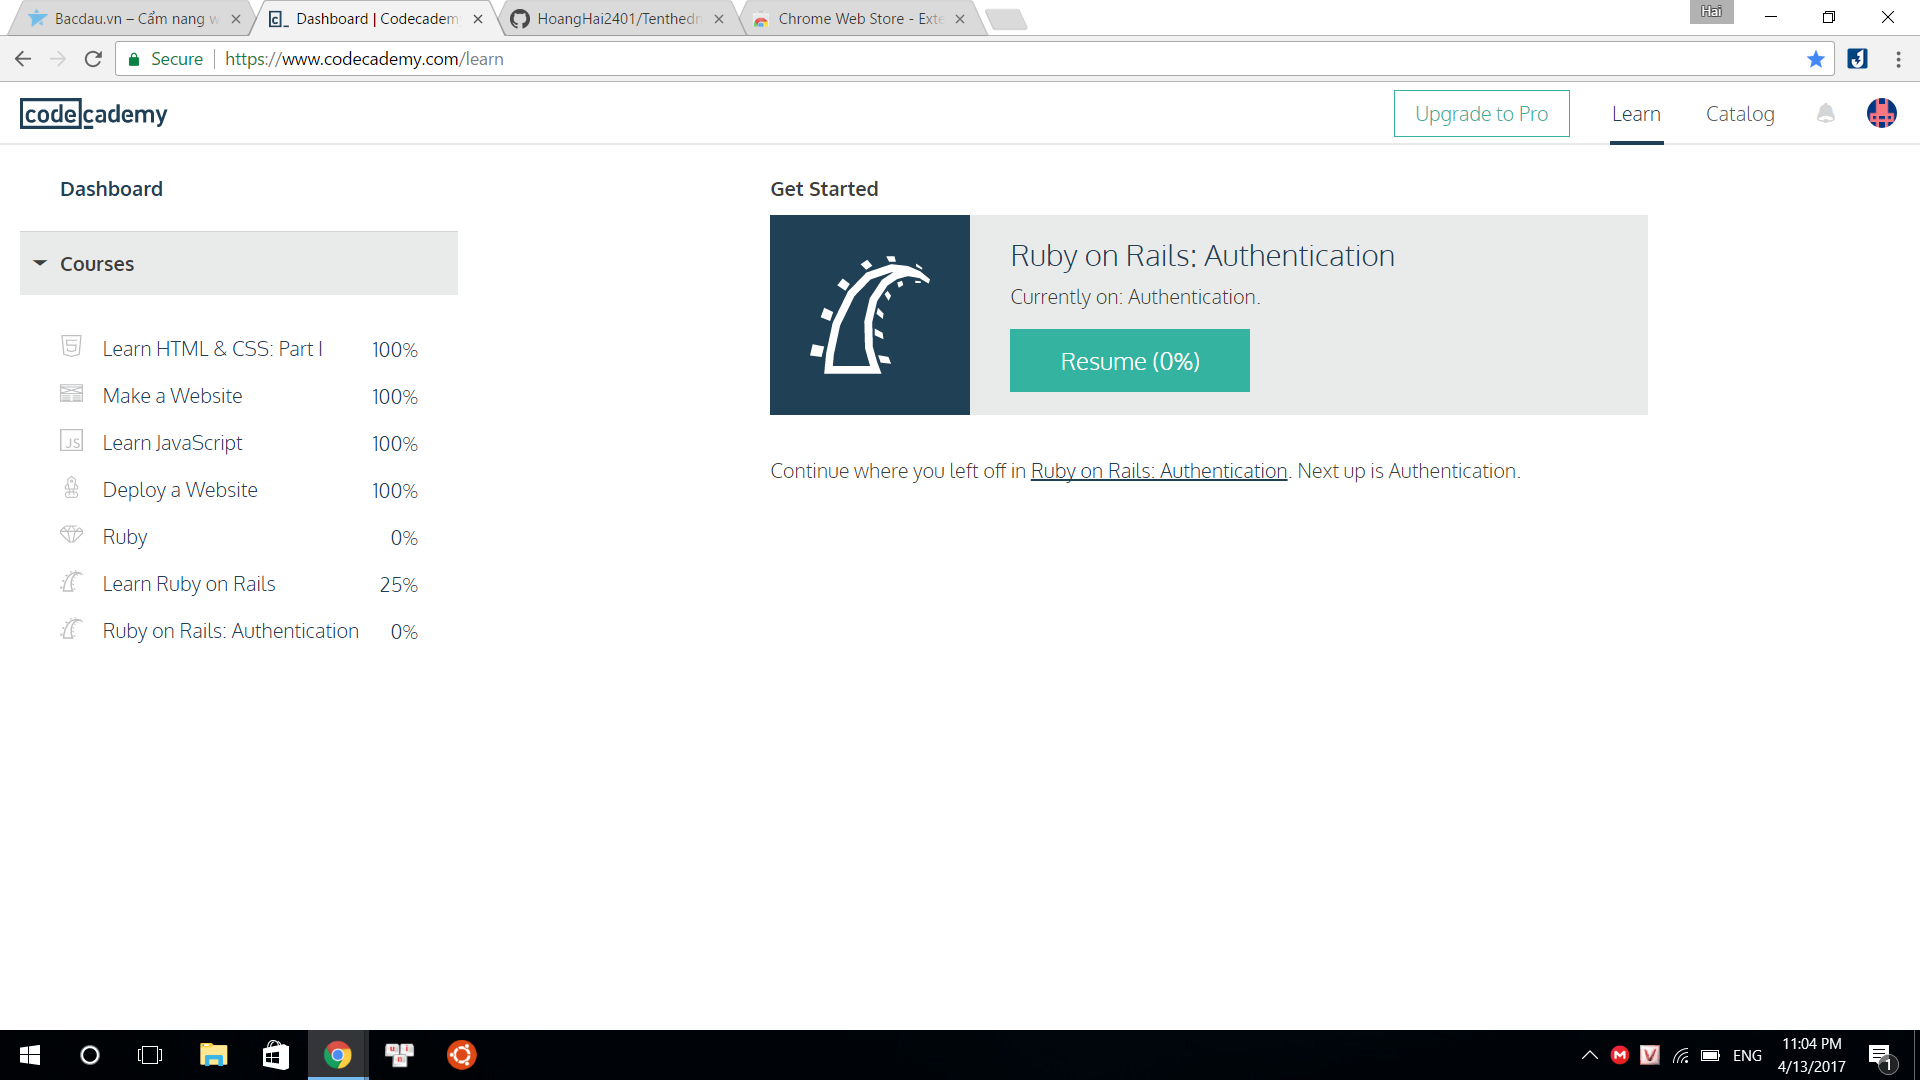 Bacdau.vn – Cẩm nang w
Dashboard | Codecadem
HoangHai2401/Tenthedn
Chrome Web Store - Exte
Hai
Secure
https://www.codecademy.com/learn
codecademy
Upgrade to Pro
Learn
Catalog
Dashboard
Courses
Learn HTML & CSS: Part I 100%
Make a Website 100%
JS Learn JavaScript 100%
Deploy a Website 100%
Ruby 0%
Learn Ruby on Rails 25%
Ruby on Rails: Authentication 0%
Get Started
Ruby on Rails: Authentication
Currently on: Authentication.
Resume (0%)
Continue where you left off in Ruby on Rails: Authentication. Next up is Authentication.
ENG
11:04 PM
4/13/2017
1